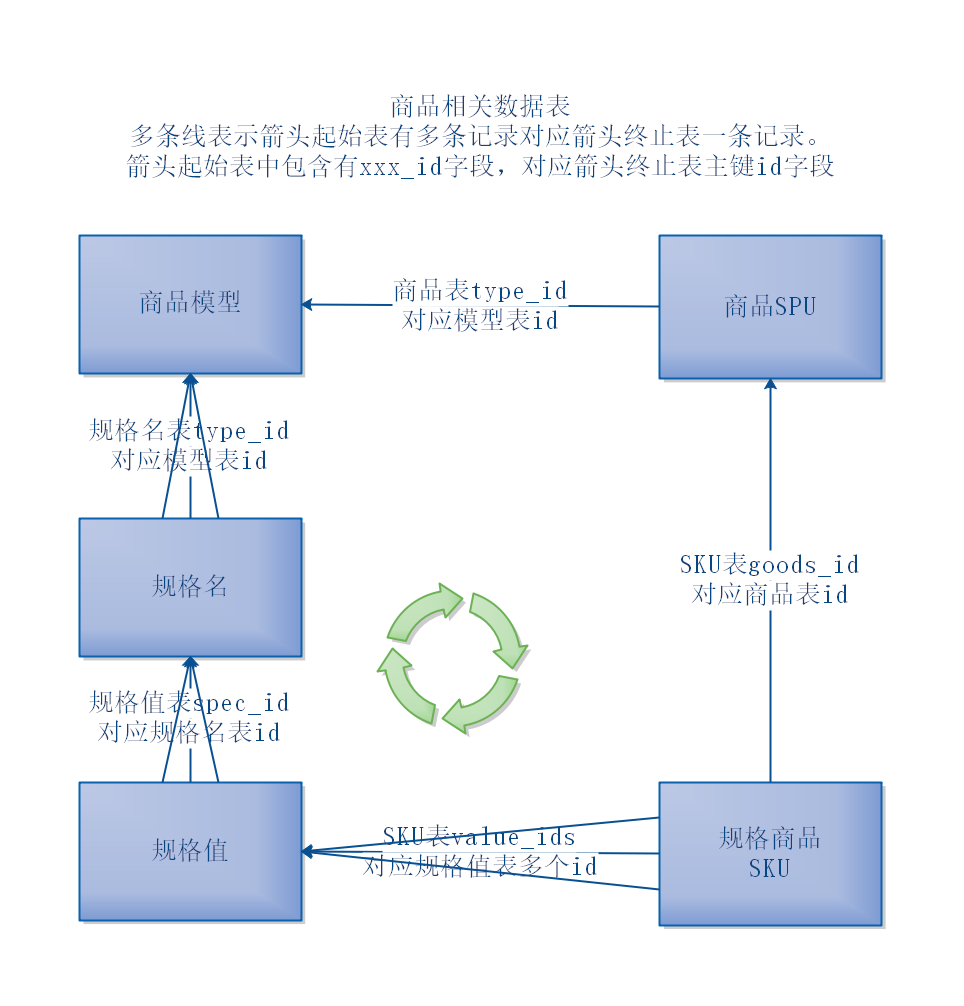 商品相关数据表
多条线表示箭头起始表有多条记录对应箭头终止表一条记录。
箭头起始表中包含有xxx_id字段，对应箭头终止表主键id字段
商品模型
商品表type_id
对应模型表id
商品SPU
规格名表type_id
对应模型表id
规格名
SKU表goods_id
对应商品表id
规格值表spec_id
对应规格名表id
规格值
SKU表value_ids
对应规格值表多个id
规格商品
SKU